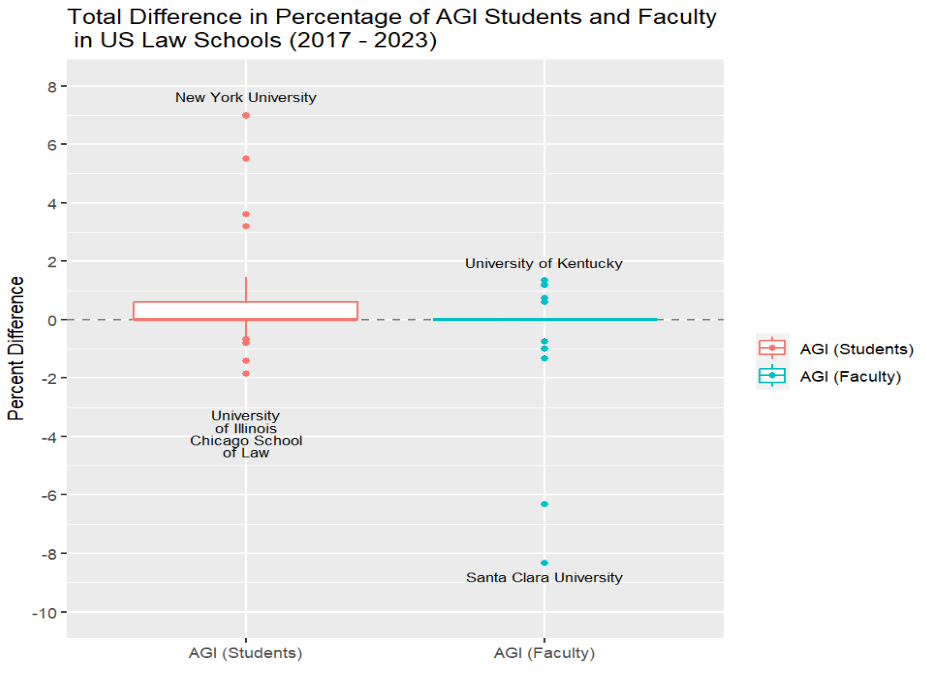 Total Difference in Percentage of AGI Students and Faculty
in US Law Schools (2017 - 2023)
Percent Difference
8
6
4
2
0
-2
-4
-6
-8
-10
New York University
University of Kentucky
University
of Illinois
Chicago School
of Law
Santa Clara University
AGI (Students)
AGI (Faculty)
AGI (Students)
AGI (Faculty)